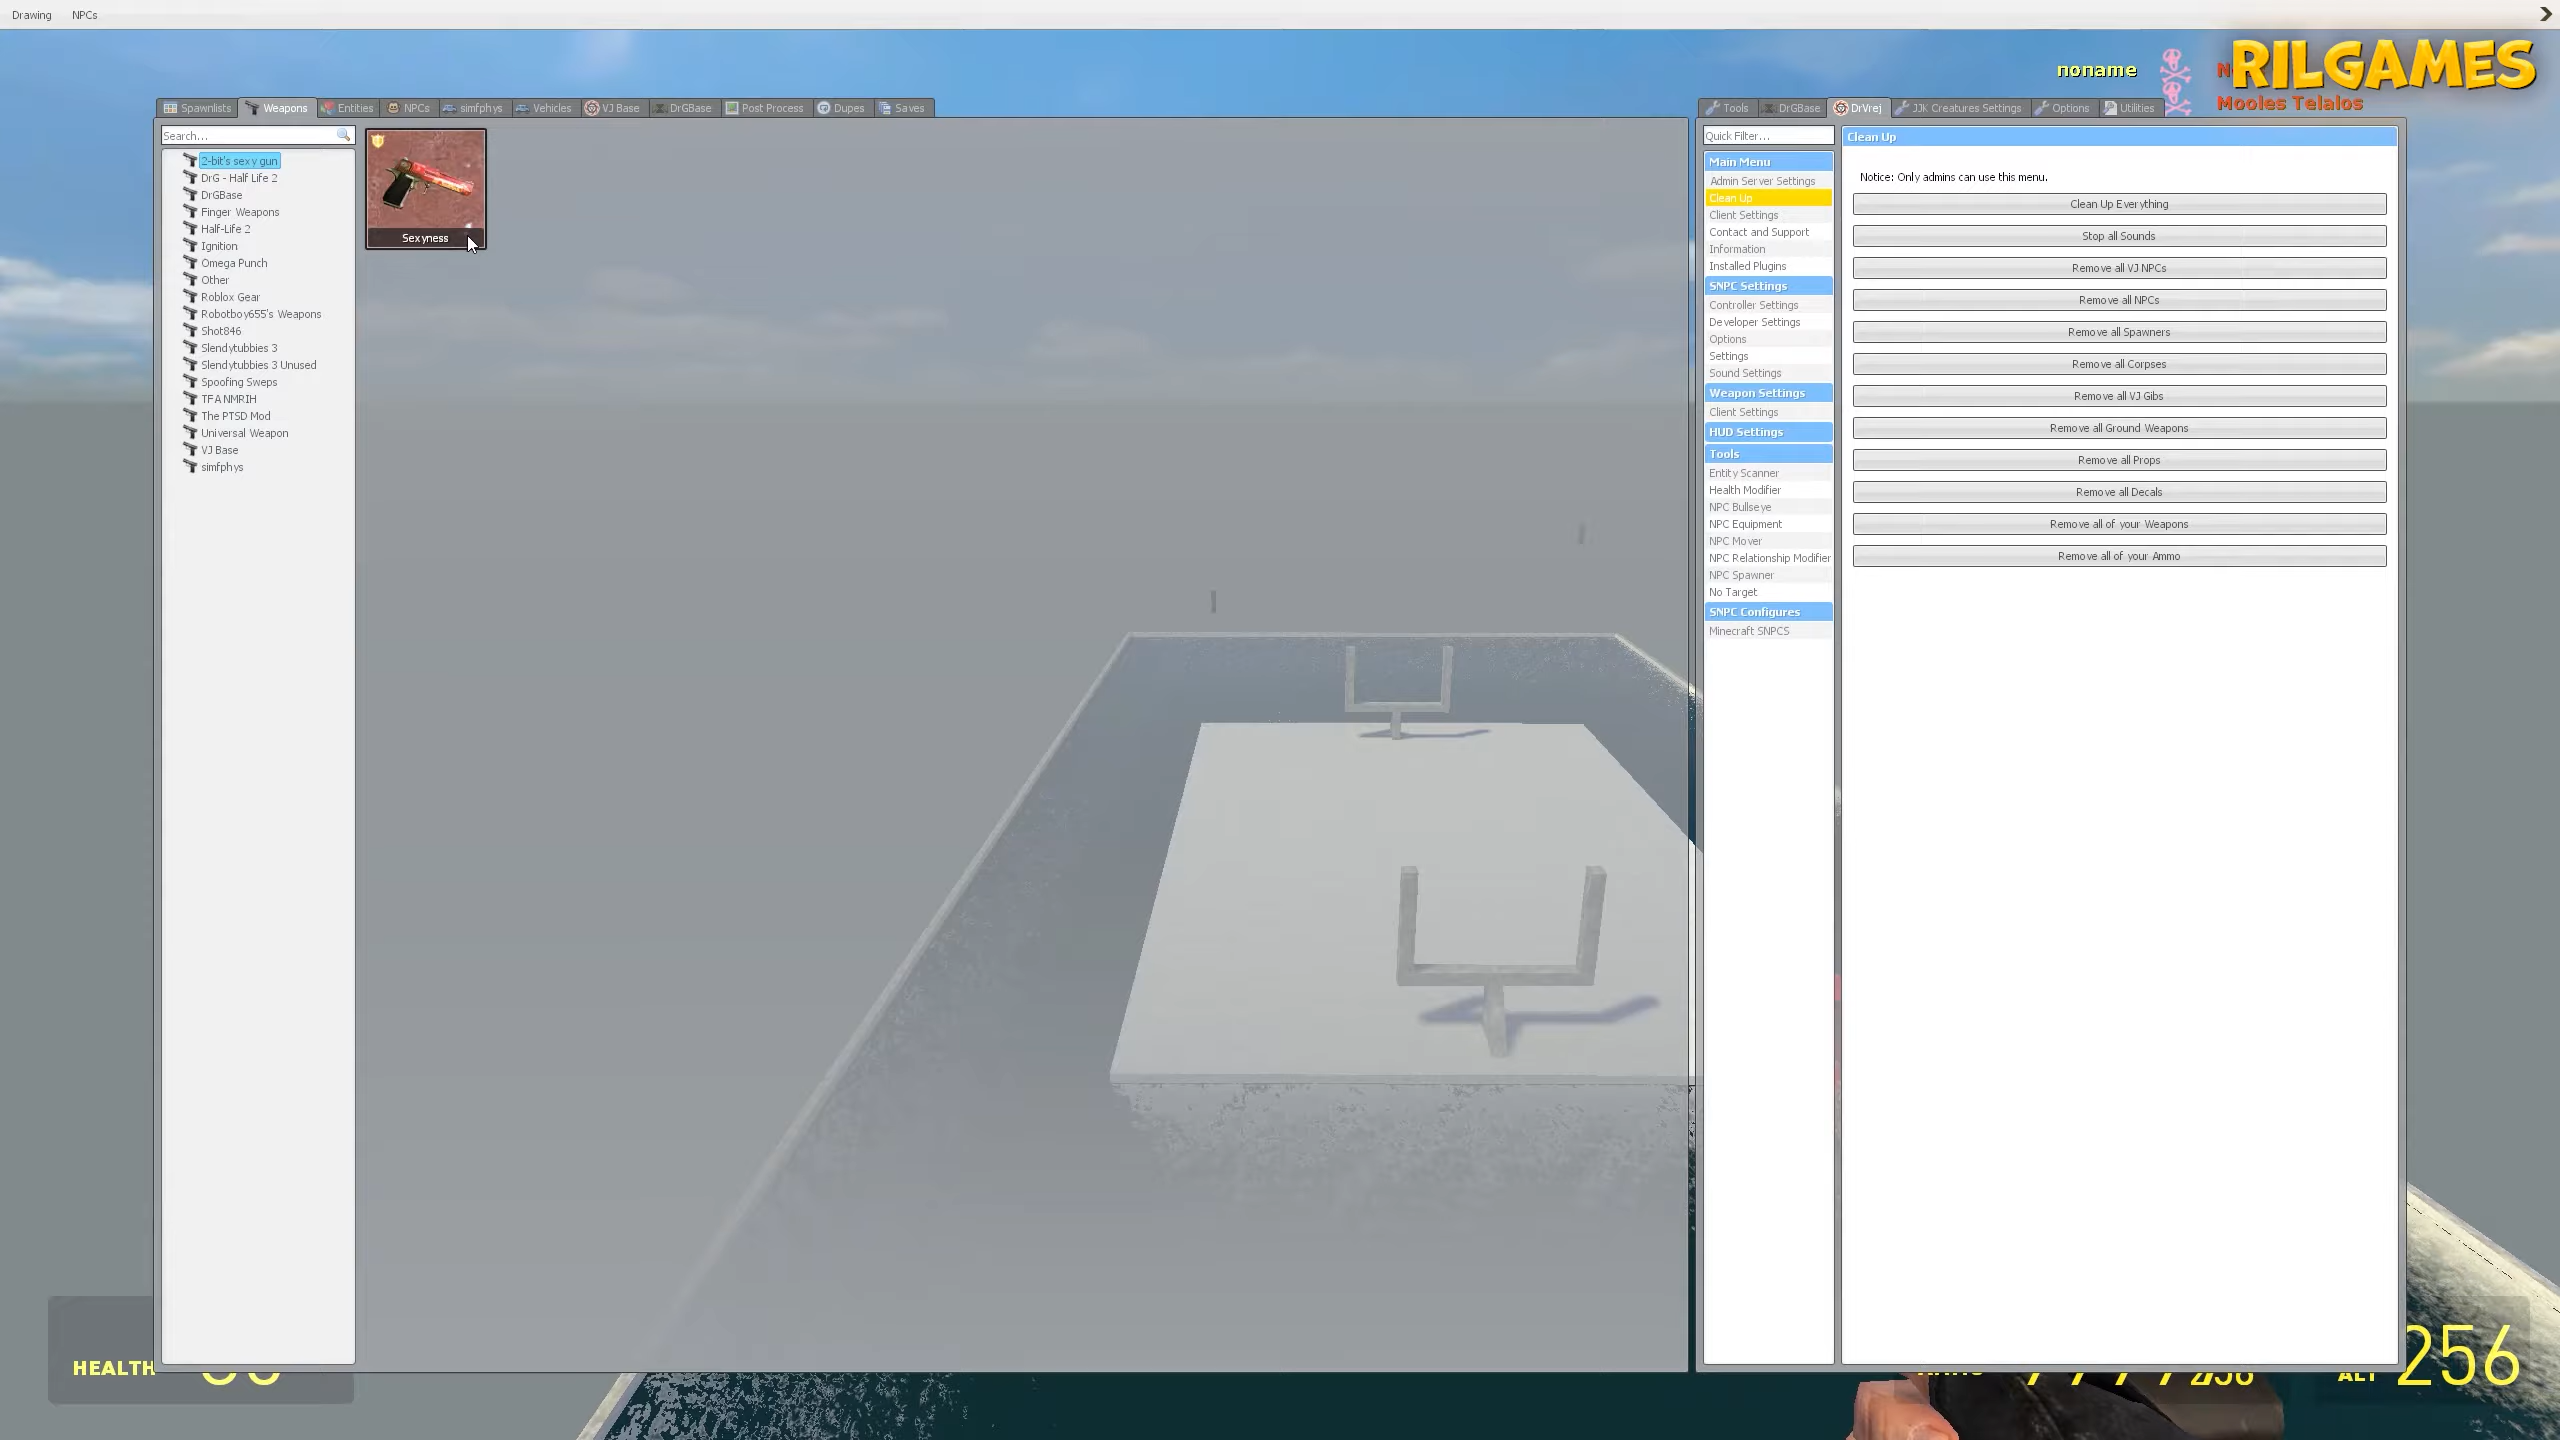 Drawing NPCs
noname
RILGAMES
Mooles Telalos
Spawnlists Weapons Entities NPCs simfphys Vehicles VJ Base DrGBase Post Process Dupes Saves
Search...
2-bit's sexy gun
DrG - Half Life 2
DrGBase
Finger Weapons
Half-Life 2
Ignition
Omega Punch
Other
Roblox Gear
Robotboy655's Weapons
Shot846
Slendytubbies 3
Slendytubbies 3 Unused
Spoofing Sweps
TFA NMRIH
The PTSD Mod
Universal Weapon
VJ Base
simfphys
Sexyness
Tools DrGBase DrVrej JJK Creatures Settings Options Utilities
Quick Filter...
Main Menu
Admin Server Settings
Clean Up
Client Settings
Contact and Support
Information
Installed Plugins
SNPC Settings
Controller Settings
Developer Settings
Options
Settings
Sound Settings
Weapon Settings
Client Settings
HUD Settings
Tools
Entity Scanner
Health Modifier
NPC Bullseye
NPC Equipment
NPC Mover
NPC Relationship Modifier
NPC Spawner
No Target
SNPC Configures
Minecraft SNPCS
Clean Up
Notice: Only admins can use this menu.
Clean Up Everything
Stop all Sounds
Remove all VJ NPCs
Remove all NPCs
Remove all Spawners
Remove all Corpses
Remove all VJ Gibs
Remove all Ground Weapons
Remove all Props
Remove all Decals
Remove all of your Weapons
Remove all of your Ammo
HEALTH
ALT 256